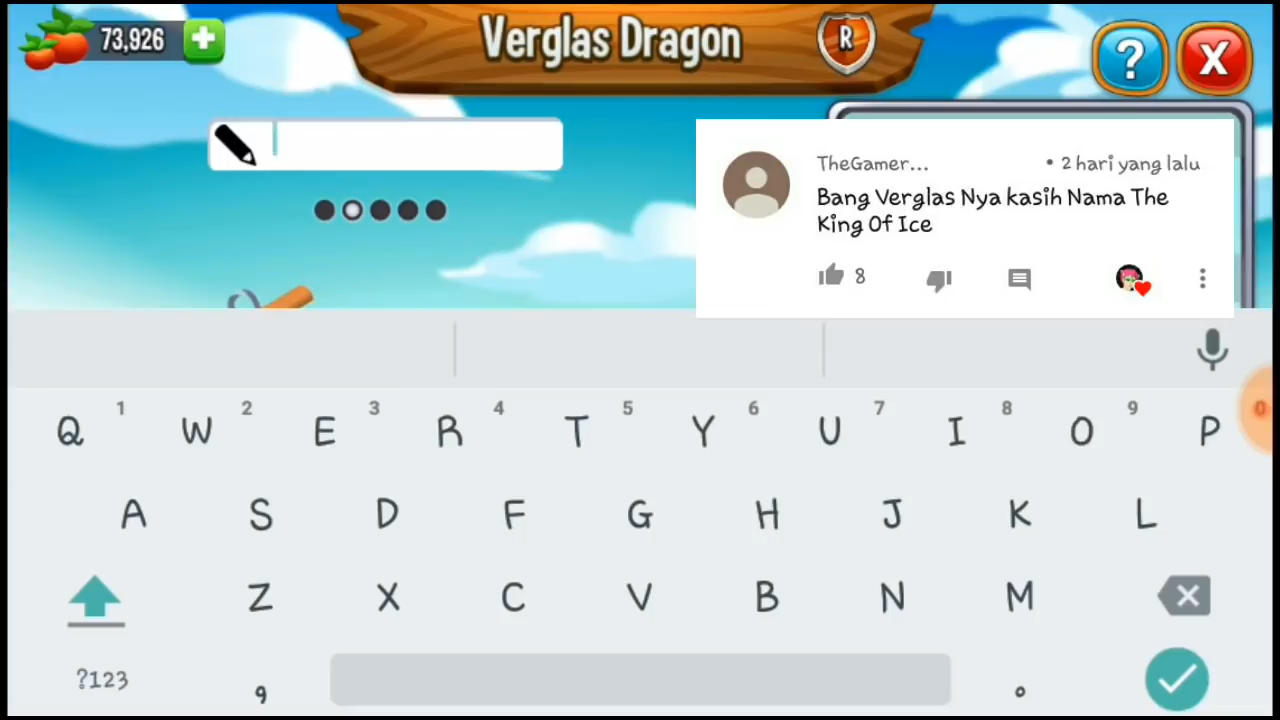 73,926
Verglas Dragon
R
?
X
TheGamer... • 2 hari yang lalu
Bang Verglas Nya kasih Nama The
King Of Ice
8
1 2 3 4 5 6 7 8 9 0
Q W E R T Y U I O P
A S D F G H J K L
Z X C V B N M
?123 , .